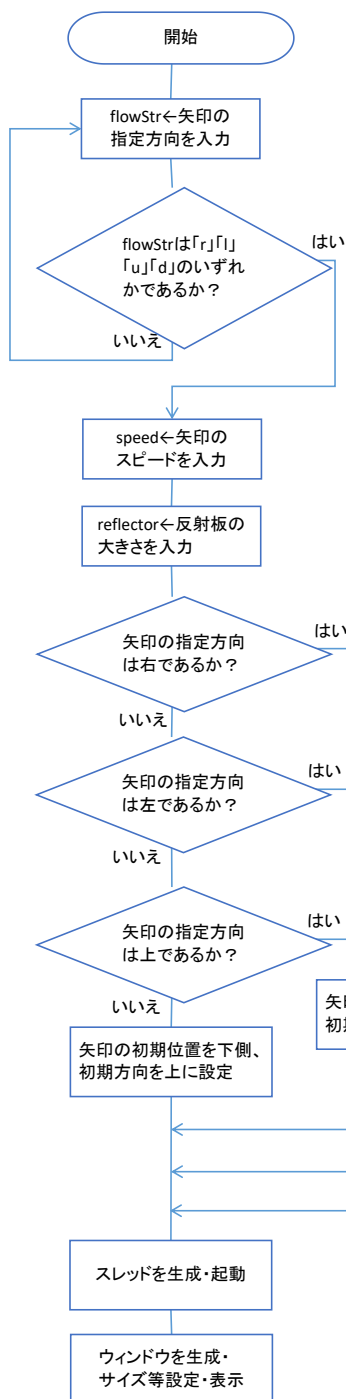 開始
flowStr←矢印の
指定方向を入力
flowStrは「r」「l」
「u」「d」のいずれ
かであるか？
はい
いいえ
speed←矢印の
スピードを入力
reflector←反射板の
大きさを入力
矢印の指定方向
は右であるか？
はい
いいえ
矢印の指定方向
は左であるか？
はい
いいえ
矢印の指定方向
は上であるか？
はい
いいえ
矢印の初期位置を下側、
初期方向を上に設定
矢
初
スレッドを生成・起動
ウィンドウを生成・
サイズ等設定・表示